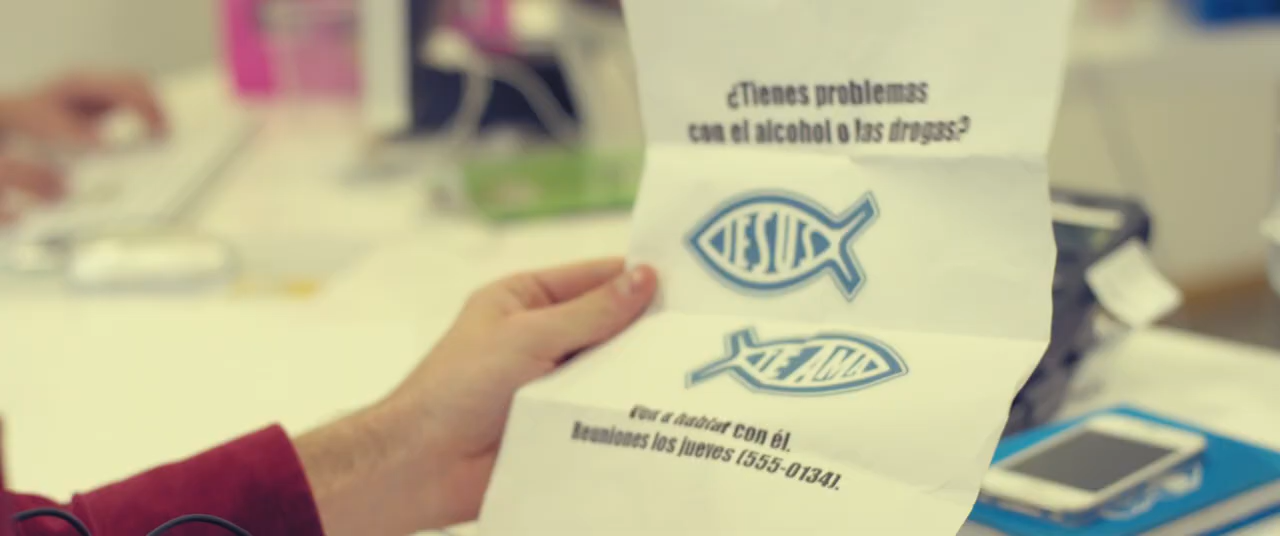 ¿Tienes problemas
con el alcohol o las drogas?
JESUS
TE AMA
Ven a hablar con él.
Reuniones los jueves (555-0134).